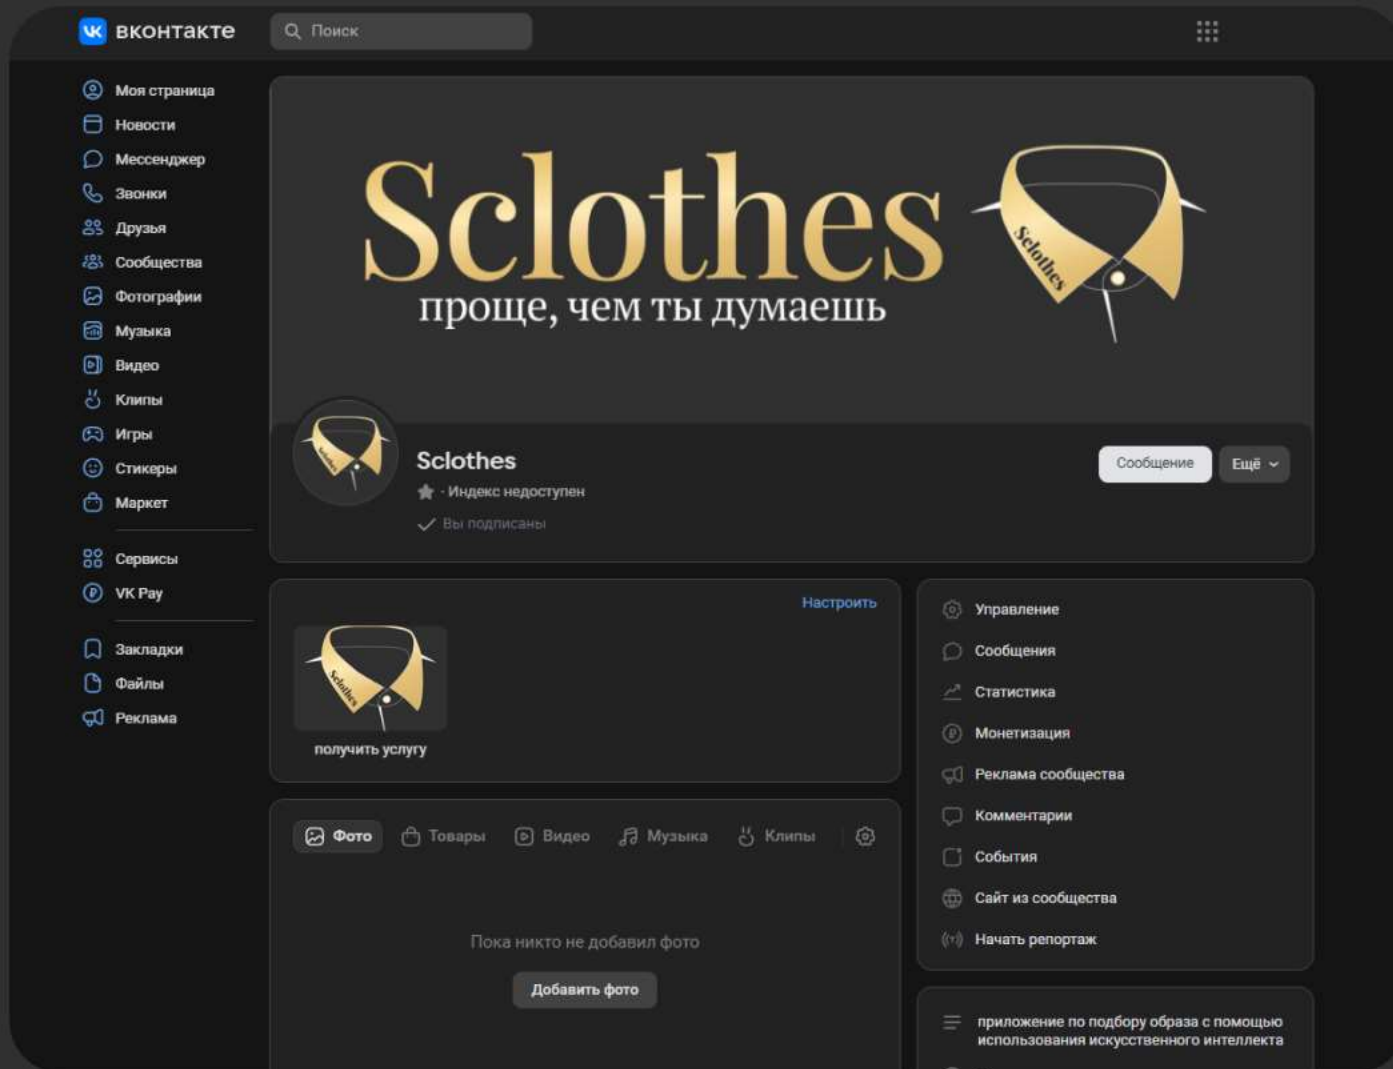 вконтакте
Поиск
Моя страница
Новости
Мессенджер
Звонки
Друзья
Сообщества
Фотографии
Музыка
Видео
Клипы
Игры
Стикеры
Маркет
Сервисы
VK Pay
Закладки
Файлы
Реклама
Sclothes
проще, чем ты думаешь
Sclothes
Sclothes
Sclothes
· Индекс недоступен
Вы подписаны
Сообщение
Ещё
Настроить
Sclothes
получить услугу
Фото
Товары
Видео
Музыка
Клипы
Пока никто не добавил фото
Добавить фото
Управление
Сообщения
Статистика
Монетизация
Реклама сообщества
Комментарии
События
Сайт из сообщества
Начать репортаж
приложение по подбору образа с помощью
использования искусственного интеллекта